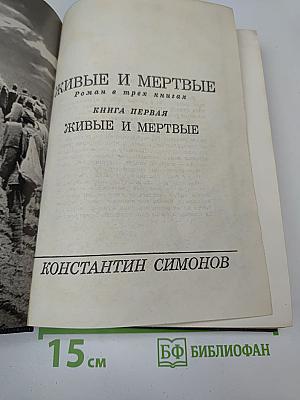 ЖИВЫЕ И МЕРТВЫЕ
Роман в трех книгах
КНИГА ПЕРВАЯ
ЖИВЫЕ И МЕРТВЫЕ
КОНСТАНТИН СИМОНОВ
15 см
БФ БИБЛИОФАН